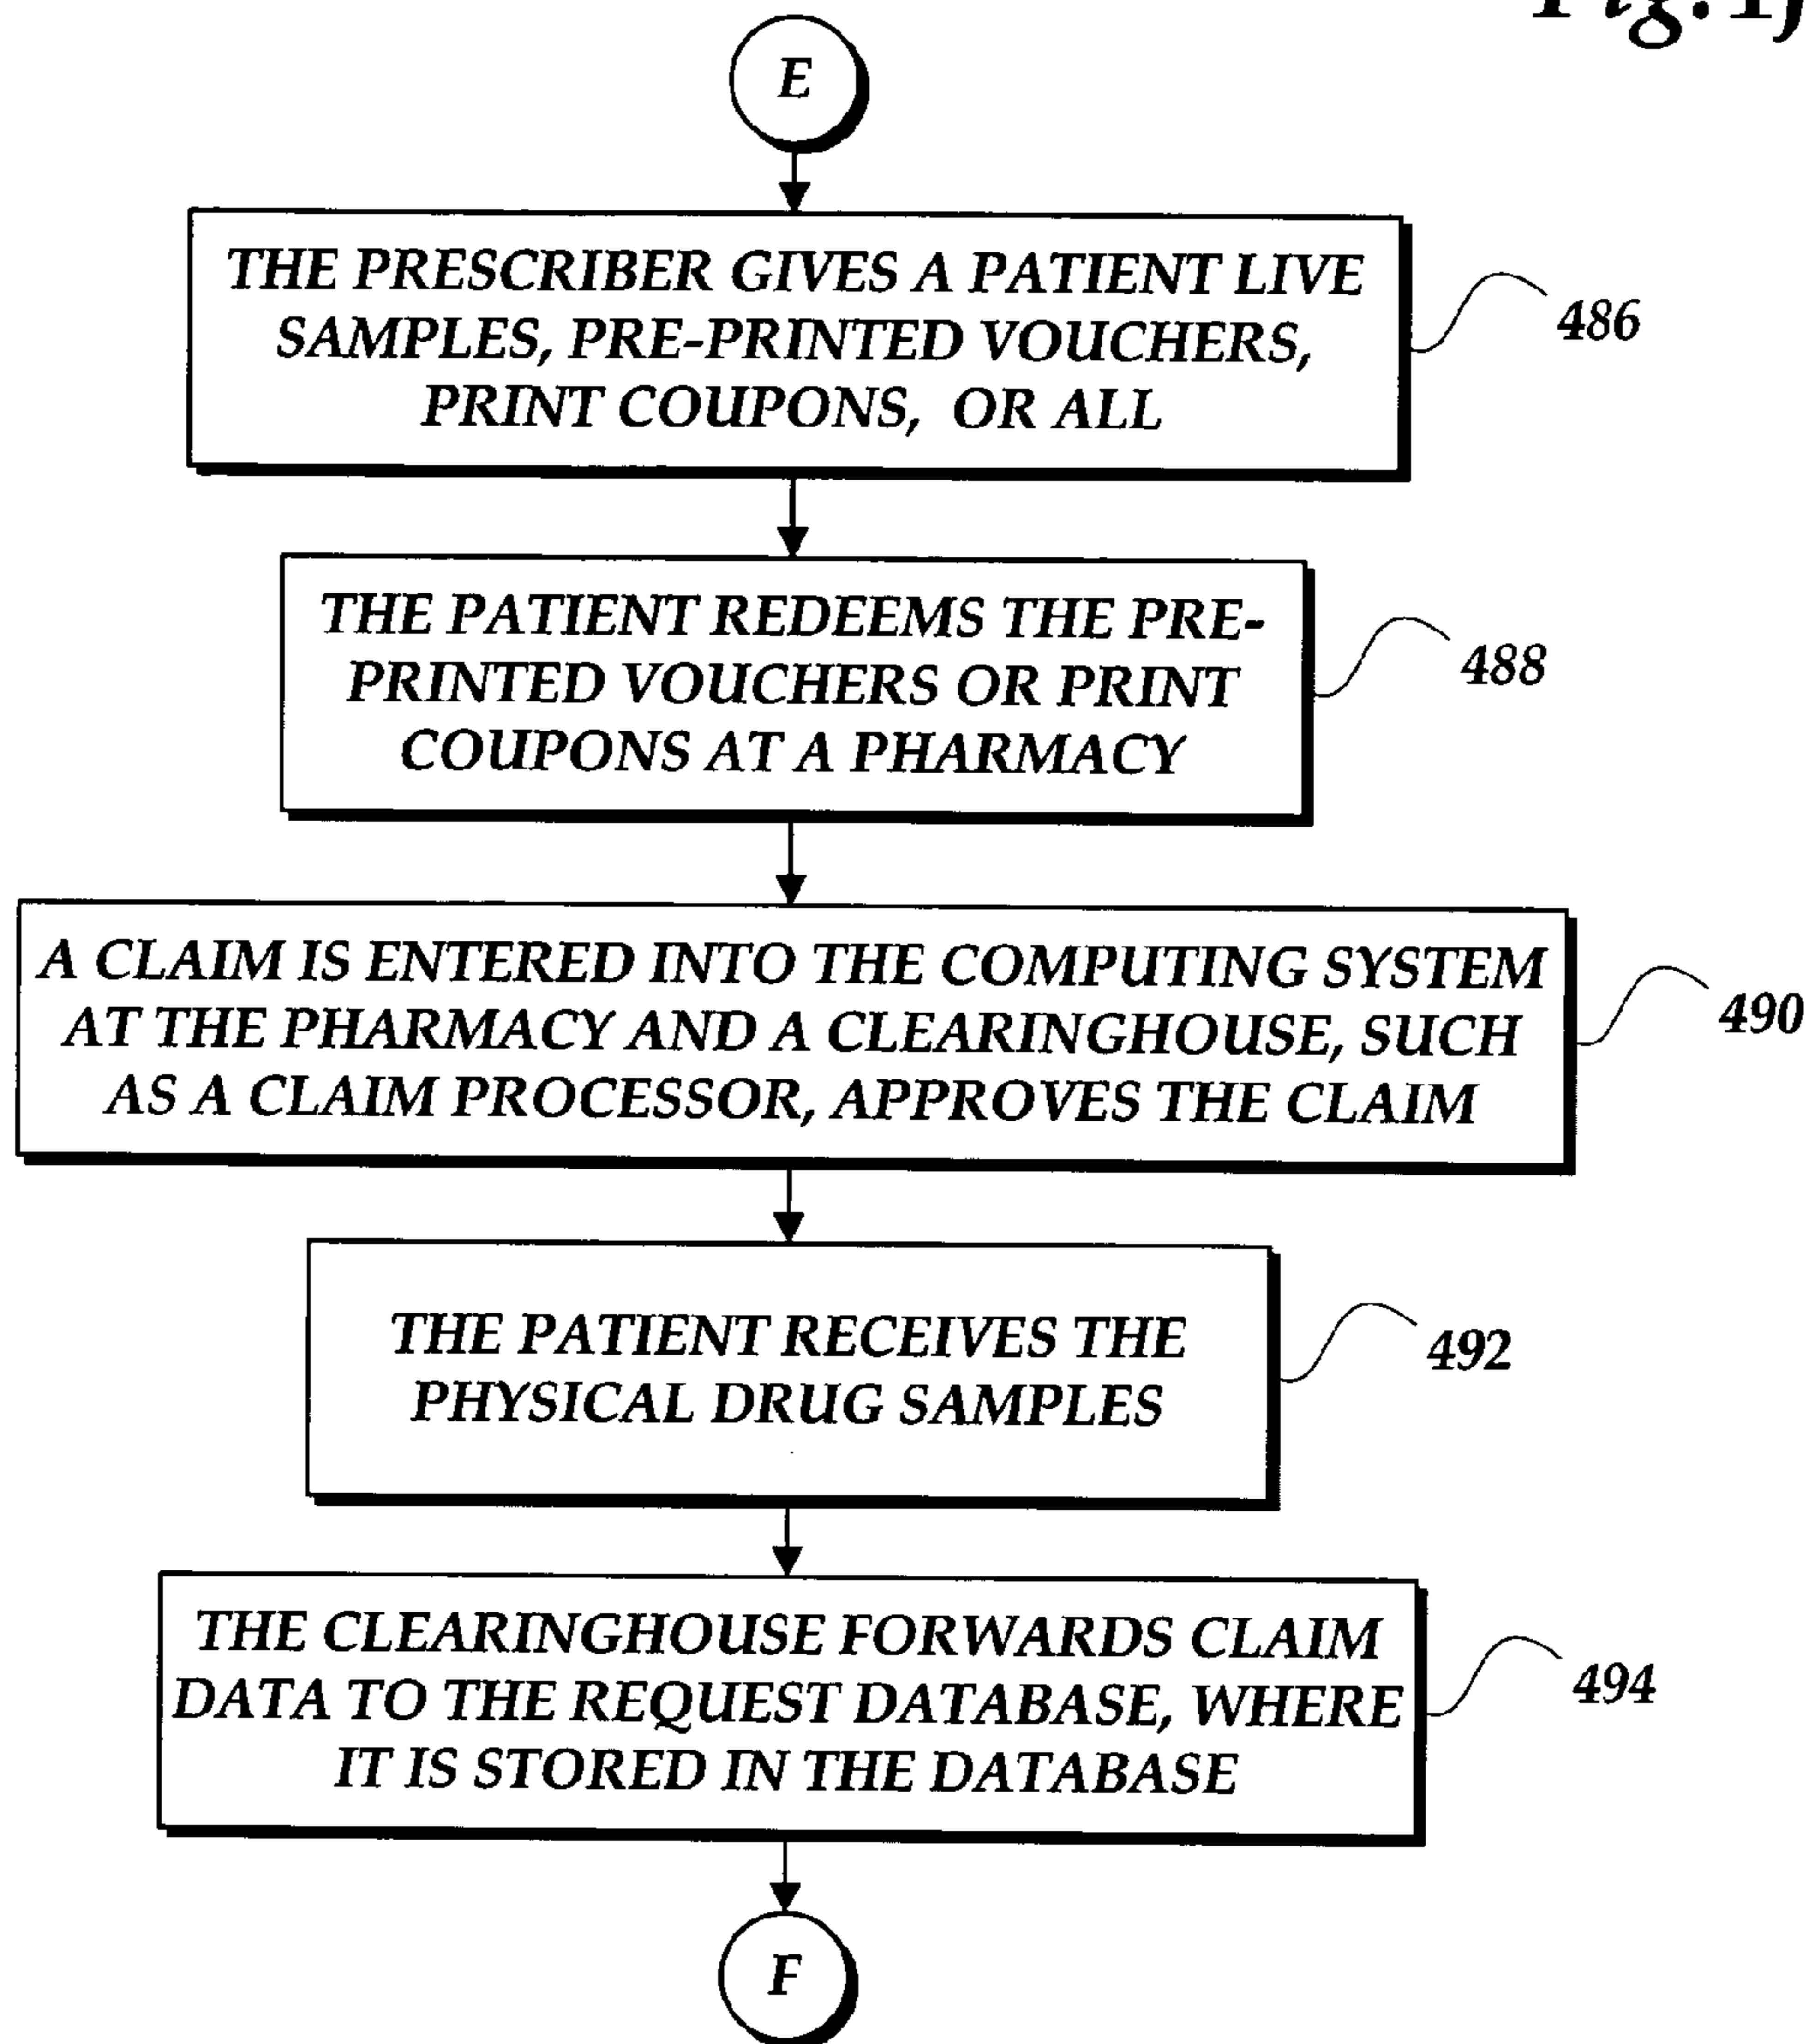 Fig. 1J
E
THE PRESCRIBER GIVES A PATIENT LIVE
SAMPLES, PRE-PRINTED VOUCHERS,
PRINT COUPONS, OR ALL
486
THE PATIENT REDEEMS THE PRE-
PRINTED VOUCHERS OR PRINT
COUPONS AT A PHARMACY
488
A CLAIM IS ENTERED INTO THE COMPUTING SYSTEM
AT THE PHARMACY AND A CLEARINGHOUSE, SUCH
AS A CLAIM PROCESSOR, APPROVES THE CLAIM
490
THE PATIENT RECEIVES THE
PHYSICAL DRUG SAMPLES
492
THE CLEARINGHOUSE FORWARDS CLAIM
DATA TO THE REQUEST DATABASE, WHERE
IT IS STORED IN THE DATABASE
494
F